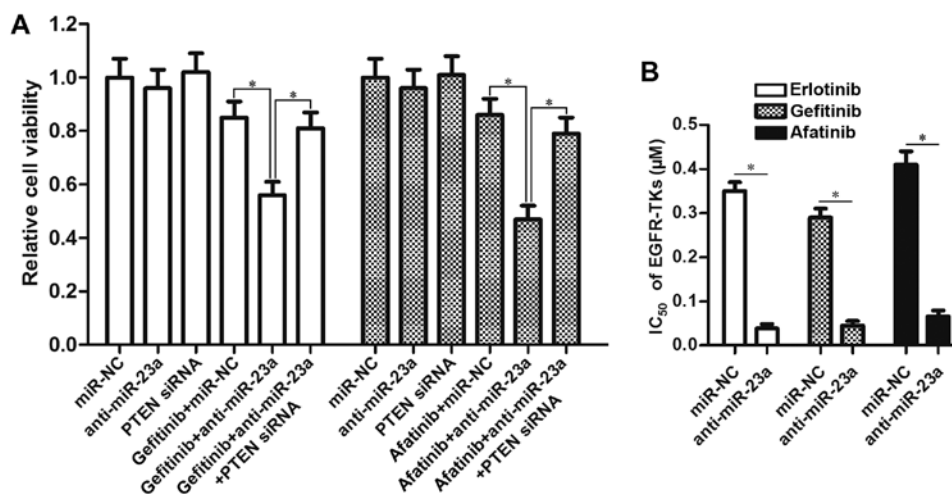 A
Relative cell viability
1.2
1.0
0.8
0.6
0.4
0.2
0.0
*
*
*
*
miR-NC
anti-miR-23a
PTEN siRNA
Gefitinib+miR-NC
Gefitinib+anti-miR-23a
Gefitinib+anti-miR-23a
+PTEN siRNA
miR-NC
anti-miR-23a
PTEN siRNA
Afatinib+miR-NC
Afatinib+anti-miR-23a
Afatinib+anti-miR-23a
+PTEN siRNA
B
Erlotinib
Gefitinib
Afatinib
IC50 of EGFR-TKs (μM)
0.5
0.3
0.1
0.0
*
*
*
miR-NC
anti-miR-23a
miR-NC
anti-miR-23a
miR-NC
anti-miR-23a